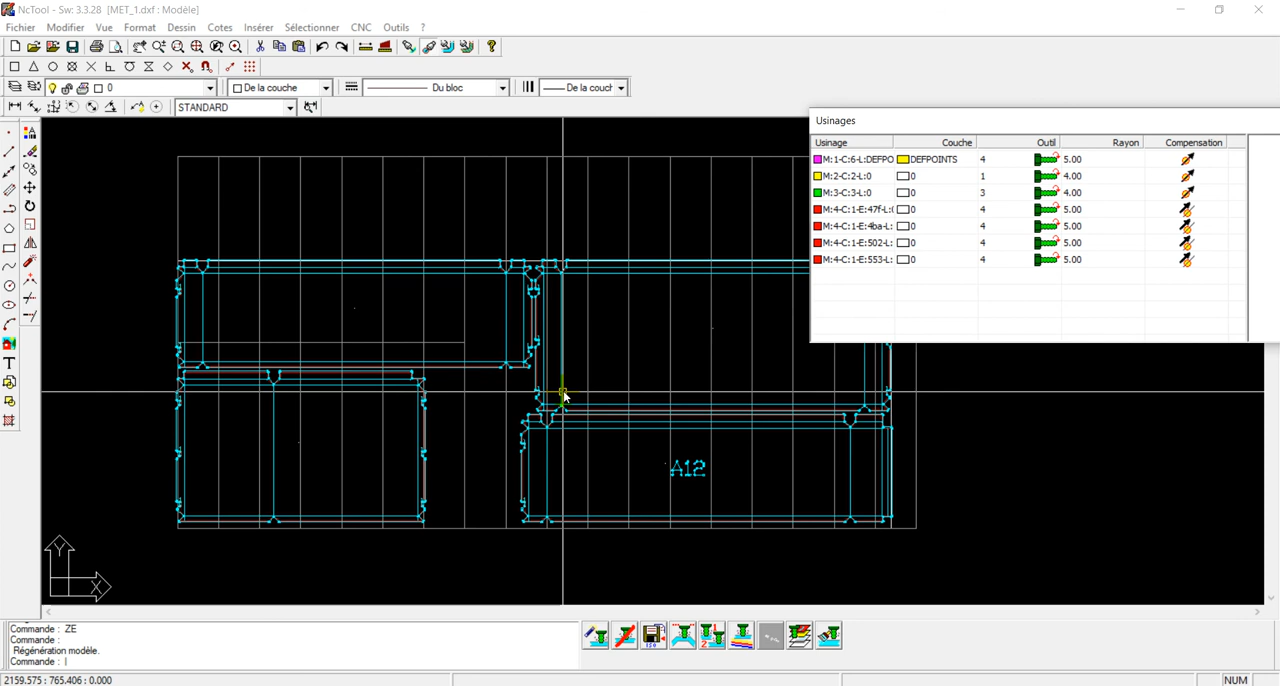 NcTool - Sw: 3.3.28 [MET_1.dxf : Modèle]
Fichier Modifier Vue Format Dessin Cotes Insérer Sélectionner CNC Outils ?
0 De la couche Du bloc De la couch
STANDARD
Usinages
Usinage Couche Outil Rayon Compensation
M:1-C:6-L:DEFPO DEFPOINTS 4 5.00
M:2-C:2-L:0 0 1 4.00
M:3-C:3-L:0 0 3 4.00
M:4-C:1-E:47f-L:( 0 4 5.00
M:4-C:1-E:4ba-L: 0 4 5.00
M:4-C:1-E:502-L: 0 4 5.00
M:4-C:1-E:553-L: 0 4 5.00
A12
Y
X
Commande : ZE
Commande :
Régénération modèle.
Commande :
ISO
1
2
2159.575 : 765.406 : 0.000
NUM